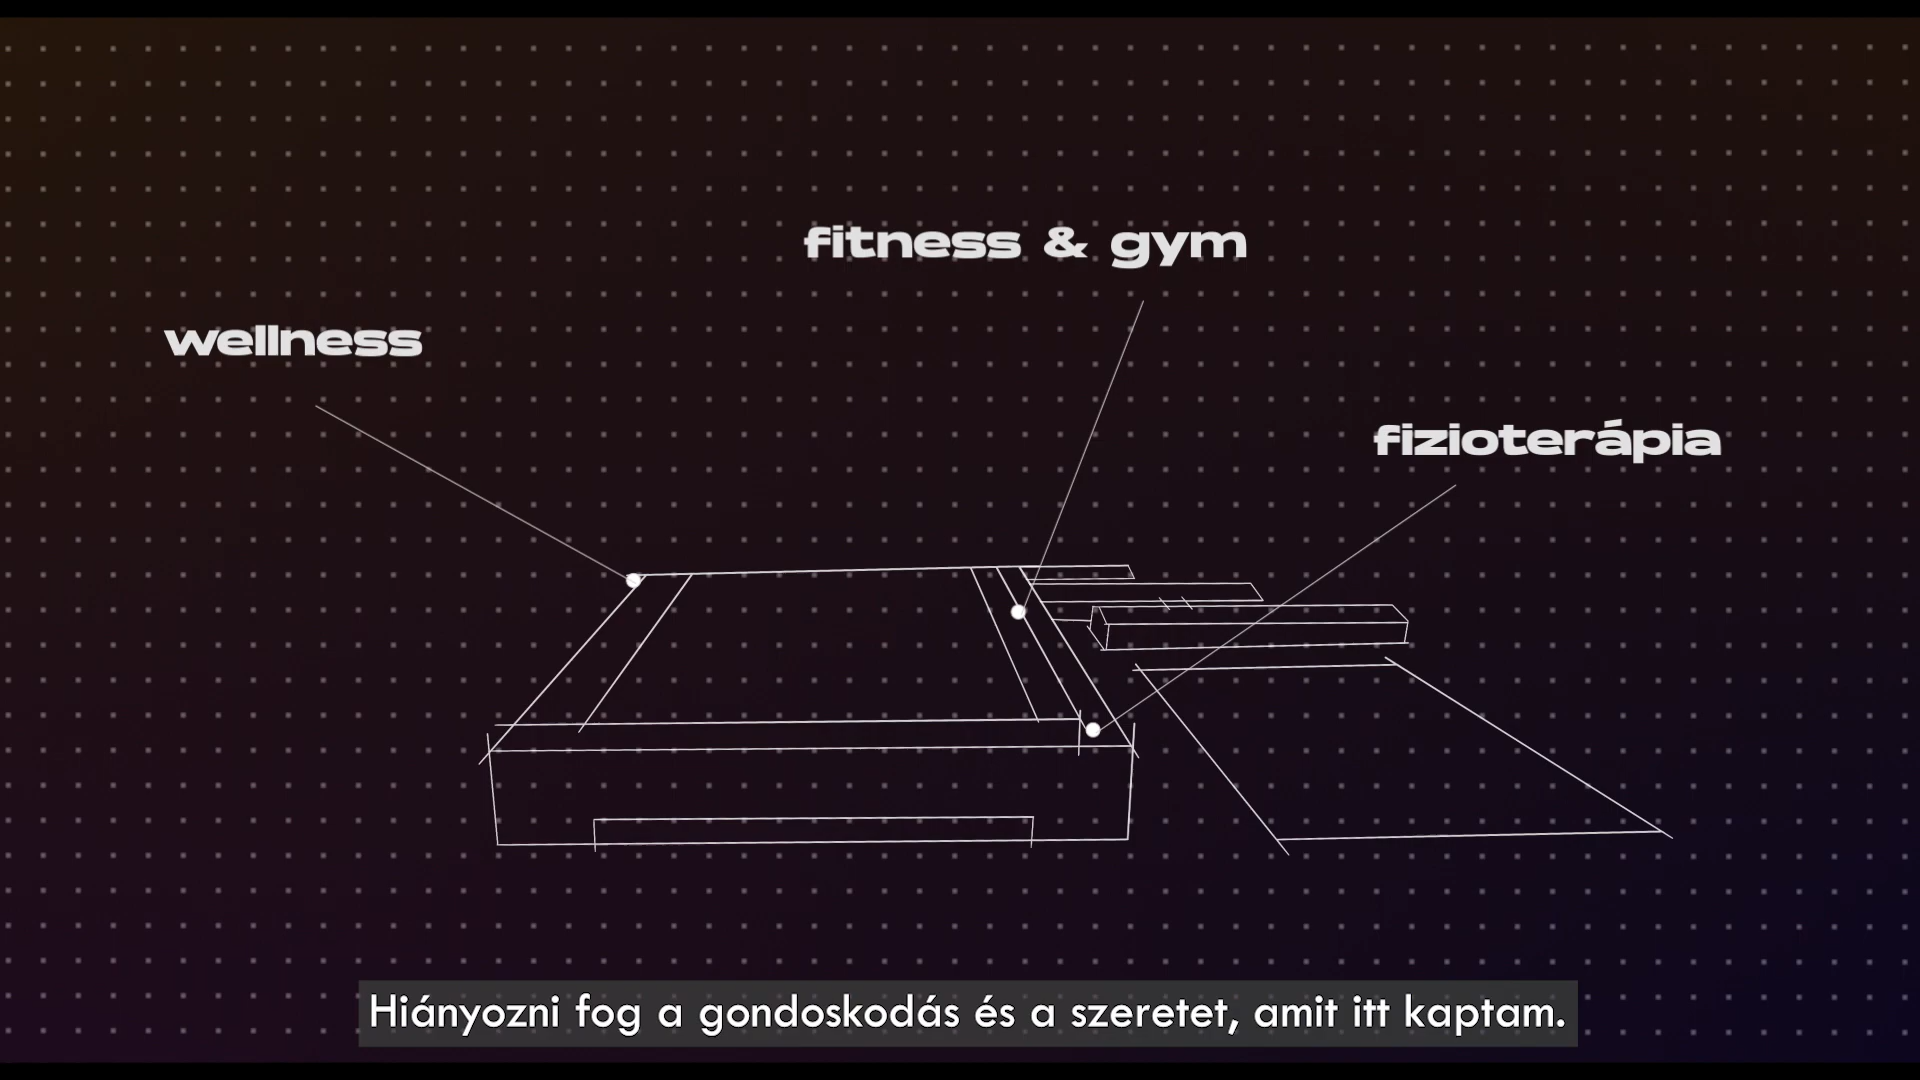 fitness & gym
wellness
fizioterápia
Hiányozni fog a gondoskodás és a szeretet, amit itt kaptam.